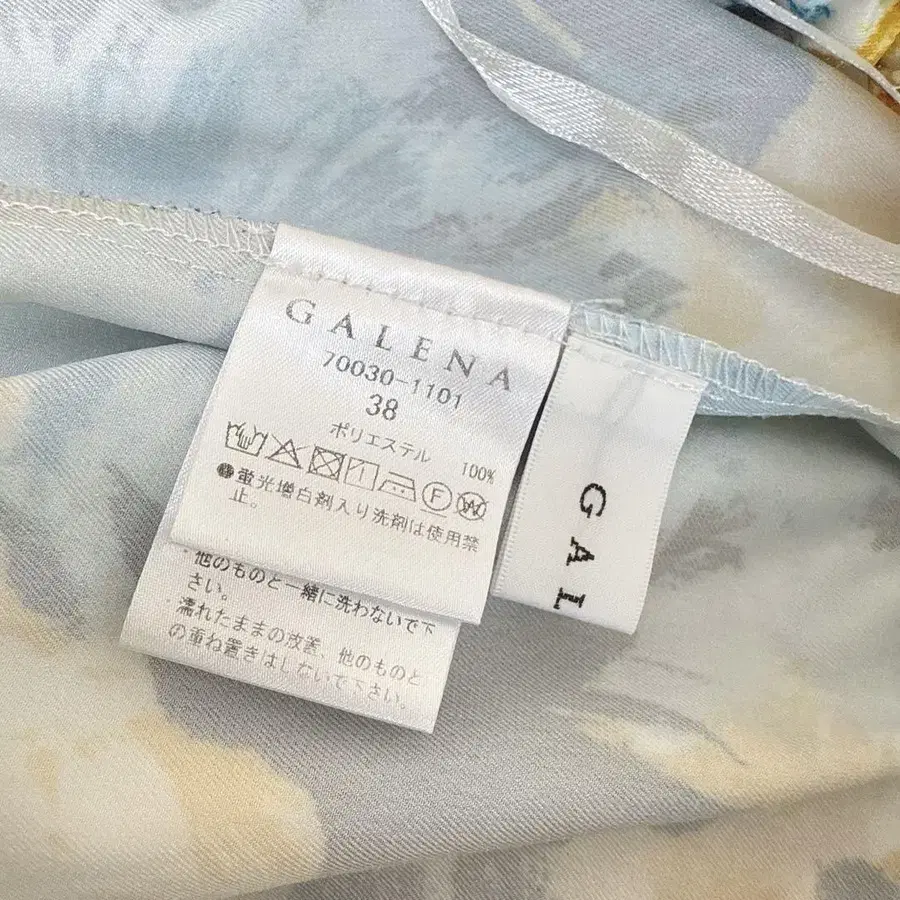 GALENA
70030-1101
38
ポリエステル 100%
蛍光増白剤入り洗剤は使用禁
止。
他のものと一緒に洗わないで下
さい。
・濡れたままの放置、他のものと
の重ね置きはしないで下さい。
GAL